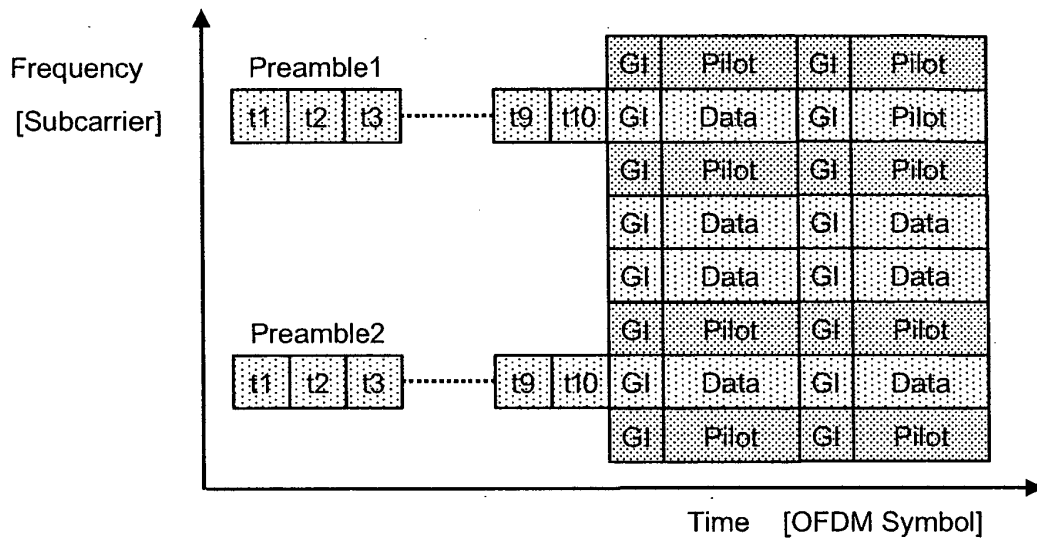 Frequency
[Subcarrier]
Preamble1
t1 t2 t3 t9 t10
GI Pilot GI Pilot
GI Data GI Pilot
GI Pilot GI Pilot
GI Data GI Data
GI Data GI Data
Preamble2
GI Pilot GI Pilot
t1 t2 t3 t9 t10 GI Data GI Data
GI Pilot GI Pilot
Time [OFDM Symbol]